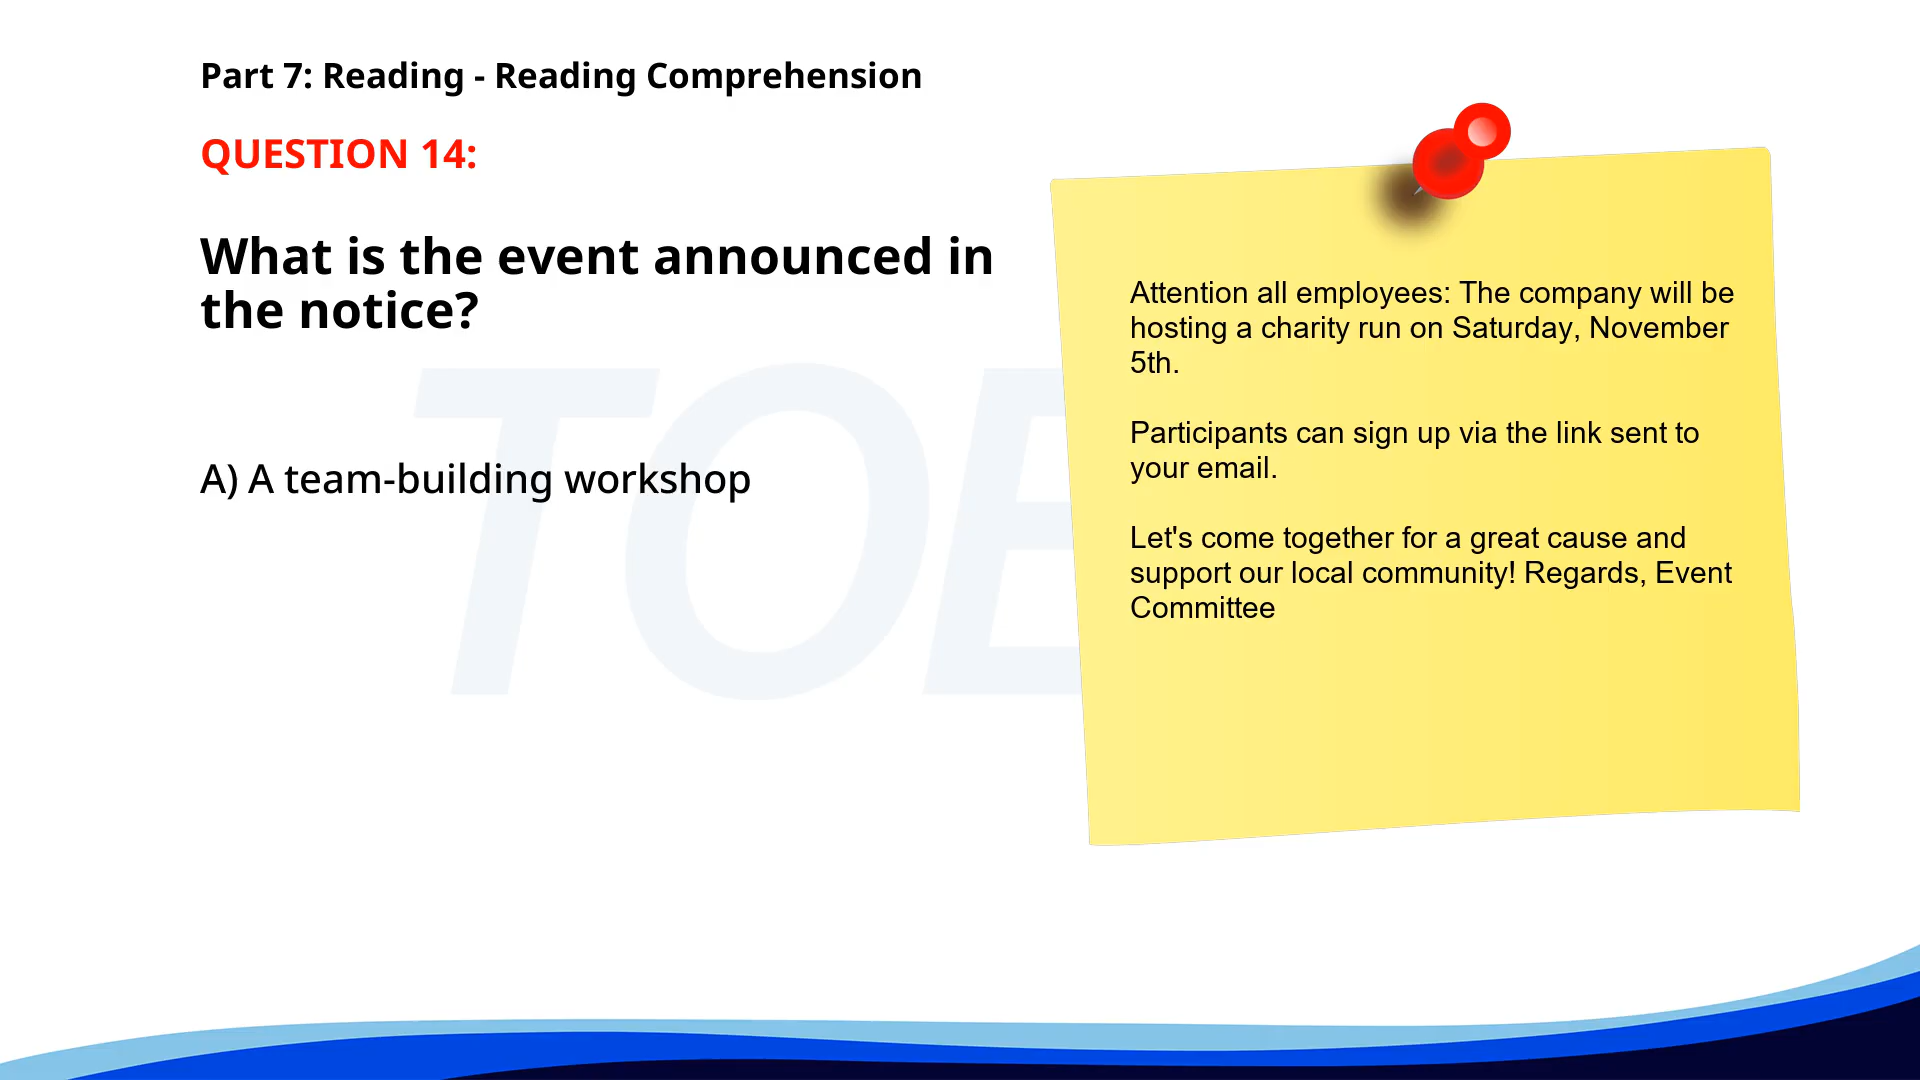 Part 7: Reading - Reading Comprehension
QUESTION 14:
What is the event announced in
the notice?
A) A team-building workshop
TOE
Attention all employees: The company will be
hosting a charity run on Saturday, November
5th.
Participants can sign up via the link sent to
your email.
Let's come together for a great cause and
support our local community! Regards, Event
Committee